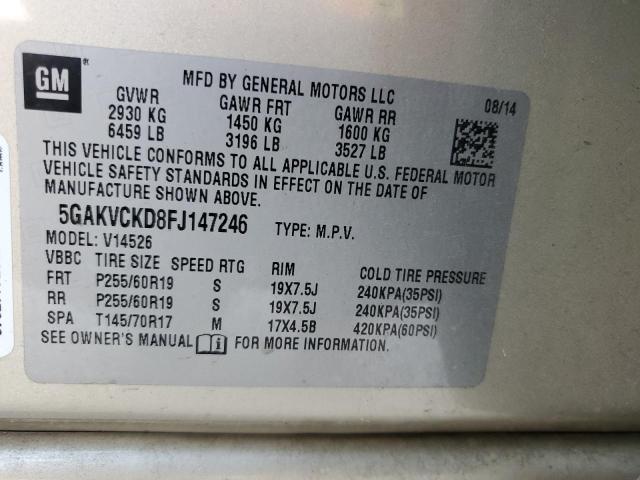 GM
®
MFD BY GENERAL MOTORS LLC
08/14
GVWR GAWR FRT GAWR RR
2930 KG 1450 KG 1600 KG
6459 LB 3196 LB 3527 LB
THIS VEHICLE CONFORMS TO ALL APPLICABLE U.S. FEDERAL MOTOR
VEHICLE SAFETY STANDARDS IN EFFECT ON THE DATE OF
MANUFACTURE SHOWN ABOVE.
5GAKVCKD8FJ147246 TYPE: M.P.V.
MODEL: V14526
VBBC TIRE SIZE SPEED RTG RIM COLD TIRE PRESSURE
FRT P255/60R19 S 19X7.5J 240KPA(35PSI)
RR P255/60R19 S 19X7.5J 240KPA(35PSI)
SPA T145/70R17 M 17X4.5B 420KPA(60PSI)
SEE OWNER'S MANUAL i FOR MORE INFORMATION.